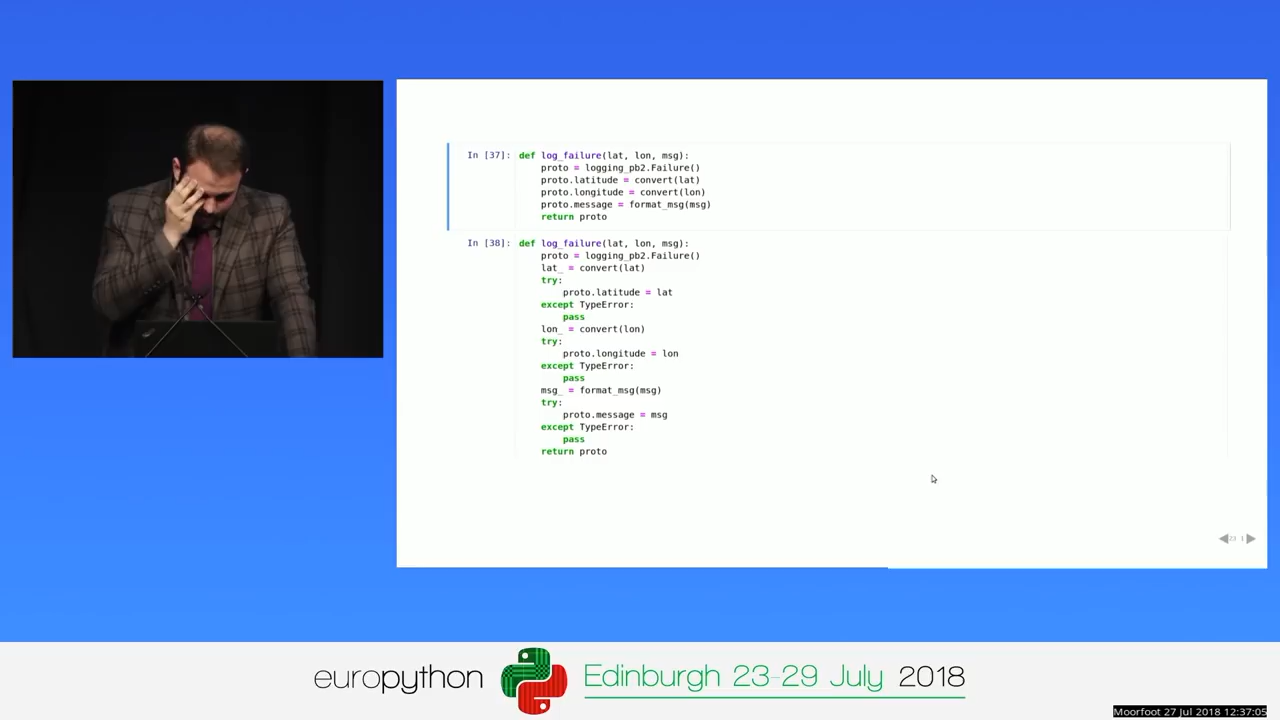 In [37]: def log_failure(lat, lon, msg):
proto = logging_pb2.Failure()
proto.latitude = convert(lat)
proto.longitude = convert(lon)
proto.message = format_msg(msg)
return proto
In [38]: def log_failure(lat, lon, msg):
proto = logging_pb2.Failure()
lat_ = convert(lat)
try:
proto.latitude = lat
except TypeError:
pass
lon_ = convert(lon)
try:
proto.longitude = lon
except TypeError:
pass
msg_ = format_msg(msg)
try:
proto.message = msg
except TypeError:
pass
return proto
europython Edinburgh 23-29 July 2018
Moorfoot 27 Jul 2018 12:37:05